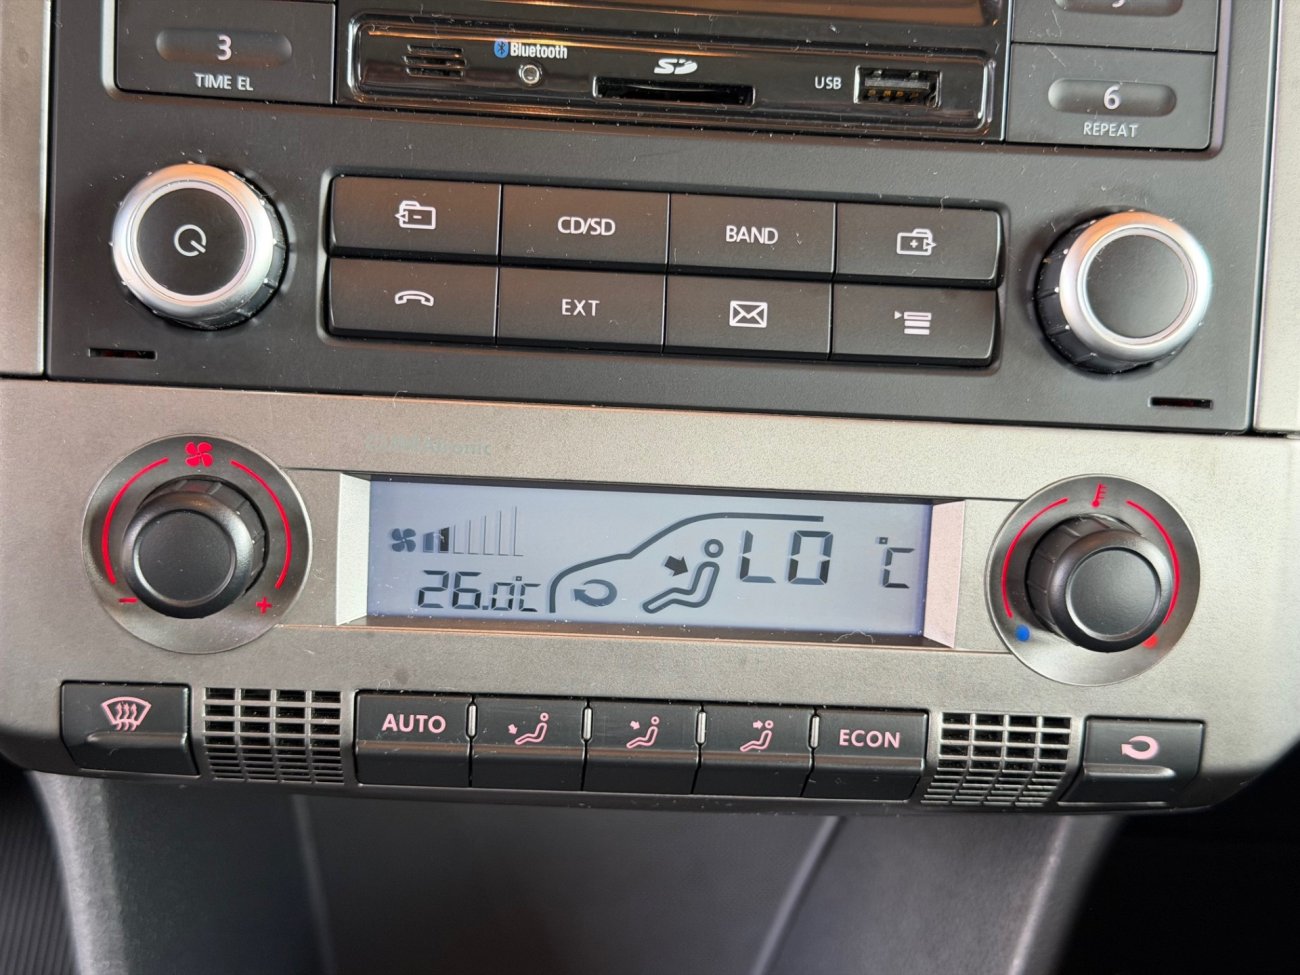 3
TIME EL
Bluetooth
SD
USB
6
REPEAT
CD/SD
BAND
EXT
26.0°C
LO °C
- +
AUTO
ECON